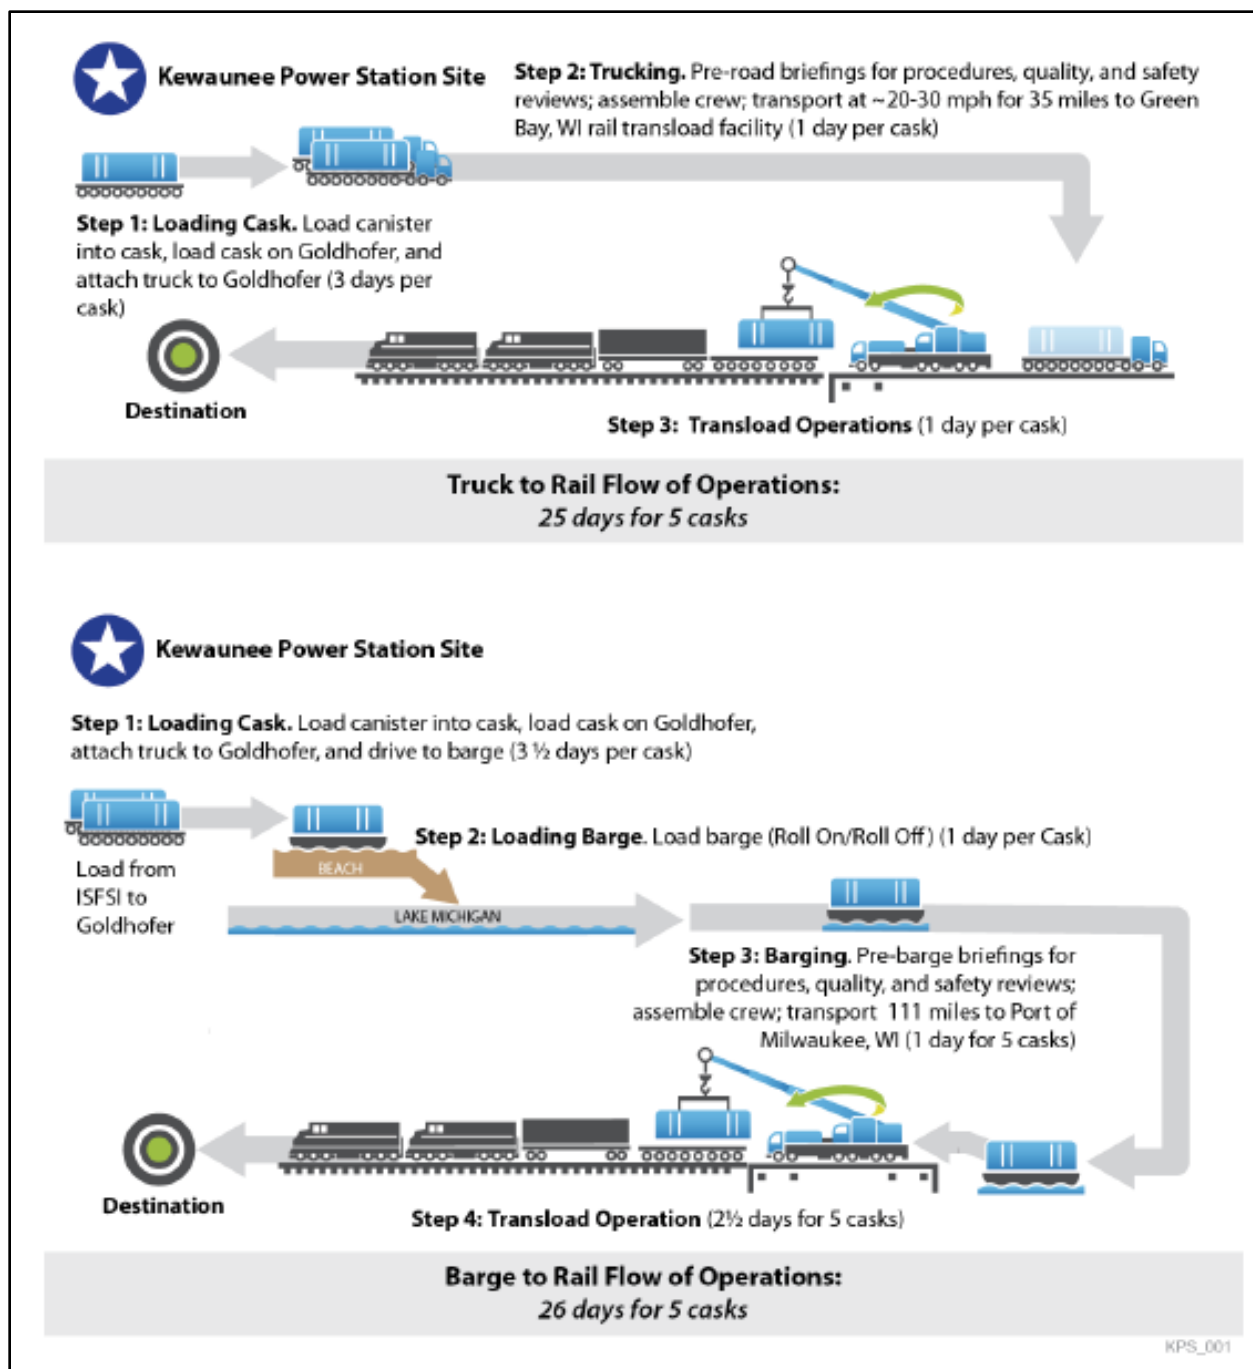 Kewaunee Power Station Site
Step 2: Trucking. Pre-road briefings for procedures, quality, and safety
reviews; assemble crew; transport at ~20-30 mph for 35 miles to Green
Bay, WI rail transload facility (1 day per cask)
Step 1: Loading Cask. Load canister
into cask, load cask on Goldhofer, and
attach truck to Goldhofer (3 days per
cask)
Destination
Step 3: Transload Operations (1 day per cask)
Truck to Rail Flow of Operations:
25 days for 5 casks
Kewaunee Power Station Site
Step 1: Loading Cask. Load canister into cask, load cask on Goldhofer,
attach truck to Goldhofer, and drive to barge (3 ½ days per cask)
Step 2: Loading Barge. Load barge (Roll On/Roll Off) (1 day per Cask)
BEACH
Load from
ISFSI to
Goldhofer
LAKE MICHIGAN
Step 3: Barging. Pre-barge briefings for
procedures, quality, and safety reviews;
assemble crew; transport 111 miles to Port of
Milwaukee, WI (1 day for 5 casks)
Destination
Step 4: Transload Operation (2½ days for 5 casks)
Barge to Rail Flow of Operations:
26 days for 5 casks
KPS_001